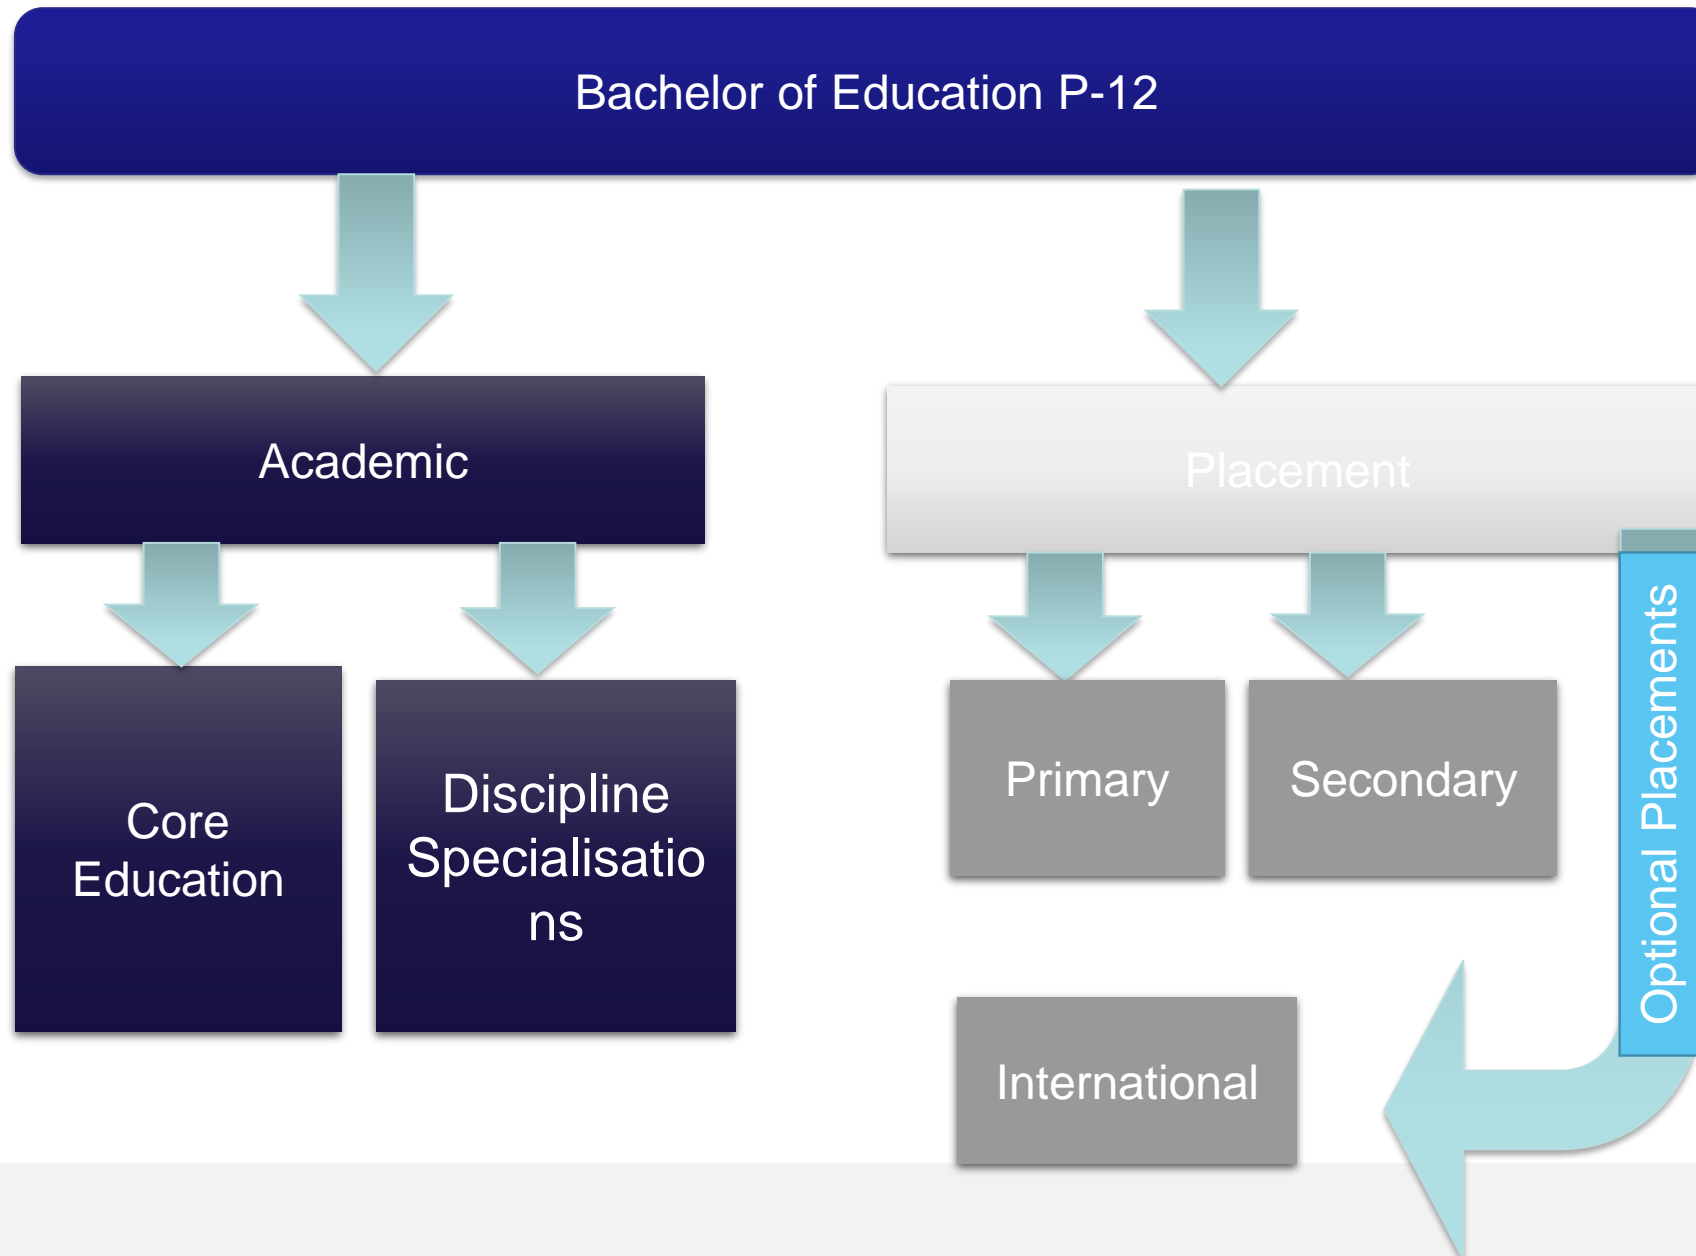 Bachelor of Education P-12
Academic
Placement
Core
Education
Discipline
Specialisatio
ns
Primary
Secondary
Optional Placements
International